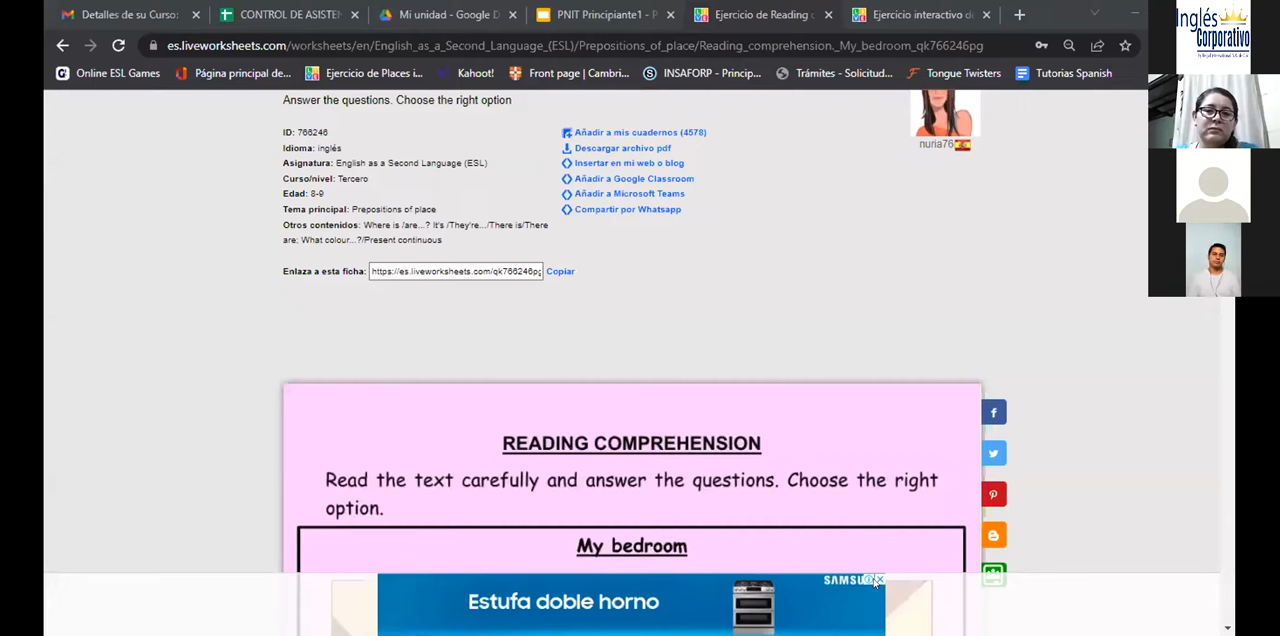 Detalles de su Curso:
CONTROL DE ASISTEN
Mi unidad - Google D
PNIT Principiante1 - P
Ejercicio de Reading c
Ejercicio interactivo de
es.liveworksheets.com/worksheets/en/English_as_a_Second_Language_(ESL)/Prepositions_of_place/Reading_comprehension._My_bedroom_qk766246pg
Online ESL Games
Página principal de...
Ejercicio de Places i...
Kahoot!
Front page | Cambri...
INSAFORP - Princip...
Trámites - Solicitud...
Tongue Twisters
Tutorias Spanish
Inglés
Corporativo
Answer the questions. Choose the right option
ID: 766246
Idioma: inglés
Asignatura: English as a Second Language (ESL)
Curso/nivel: Tercero
Edad: 8-9
Tema principal: Prepositions of place
Otros contenidos: Where is /are...? It's /They're.../There is/There
are; What colour...?/Present continuous
Añadir a mis cuadernos (4578)
Descargar archivo pdf
Insertar en mi web o blog
Añadir a Google Classroom
Añadir a Microsoft Teams
Compartir por Whatsapp
nuria76
Enlaza a esta ficha: https://es.liveworksheets.com/qk766246pg Copiar
READING COMPREHENSION
Read the text carefully and answer the questions. Choose the right
option.
My bedroom
Estufa doble horno